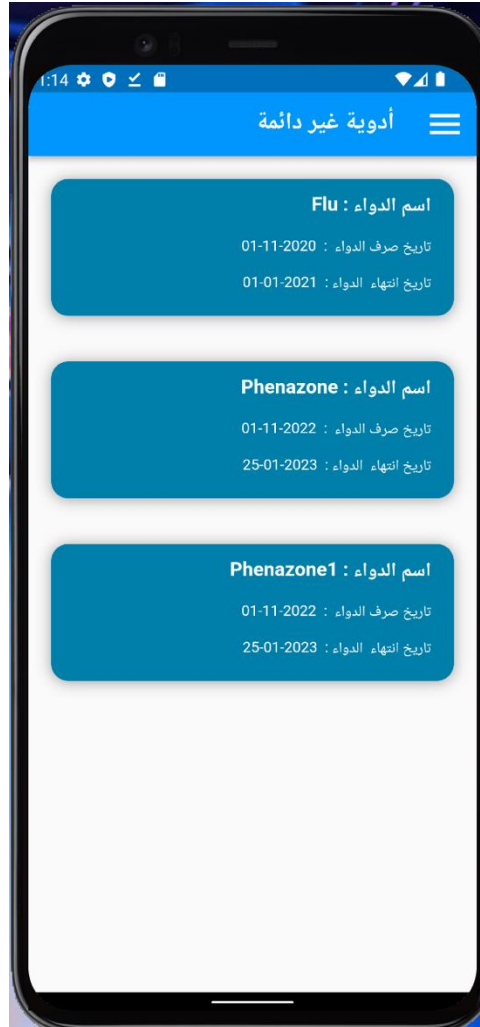 1:14
أدوية غير دائمة
اسم الدواء : Flu
تاريخ صرف الدواء : 01-11-2020
تاريخ انتهاء الدواء : 01-01-2021
اسم الدواء : Phenazone
تاريخ صرف الدواء : 01-11-2022
تاريخ انتهاء الدواء : 25-01-2023
اسم الدواء : Phenazone1
تاريخ صرف الدواء : 01-11-2022
تاريخ انتهاء الدواء : 25-01-2023